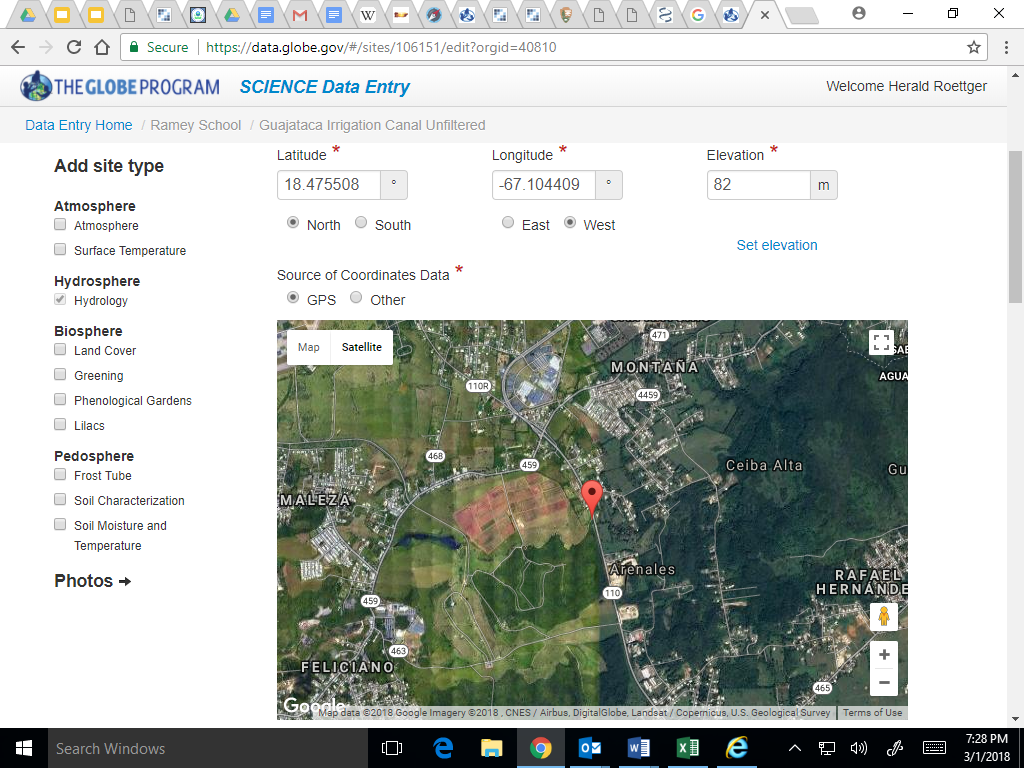 Secure https://data.globe.gov/#/sites/106151/edit?orgid=40810
THE GLOBE PROGRAM SCIENCE Data Entry Welcome Herald Roettger
Data Entry Home / Ramey School / Guajataca Irrigation Canal Unfiltered
Add site type
Atmosphere
Atmosphere
Surface Temperature
Hydrosphere
Hydrology
Biosphere
Land Cover
Greening
Phenological Gardens
Lilacs
Pedosphere
Frost Tube
Soil Characterization
Soil Moisture and
Temperature
Photos →
Latitude * Longitude * Elevation *
18.475508 ° -67.104409 ° 82 m
North South East West
Set elevation
Source of Coordinates Data *
GPS Other
Map Satellite
471
MONTAÑA
AGUA
110R
4459
468
459
Ceiba Alta
Gu
MALEZA
Arenales
RAFAEL
HERNÁNDE
110
459
463
FELICIANO
465
Google
Map data ©2018 Google Imagery ©2018 , CNES / Airbus, DigitalGlobe, Landsat / Copernicus, U.S. Geological Survey Terms of Use
Search Windows
7:28 PM
3/1/2018